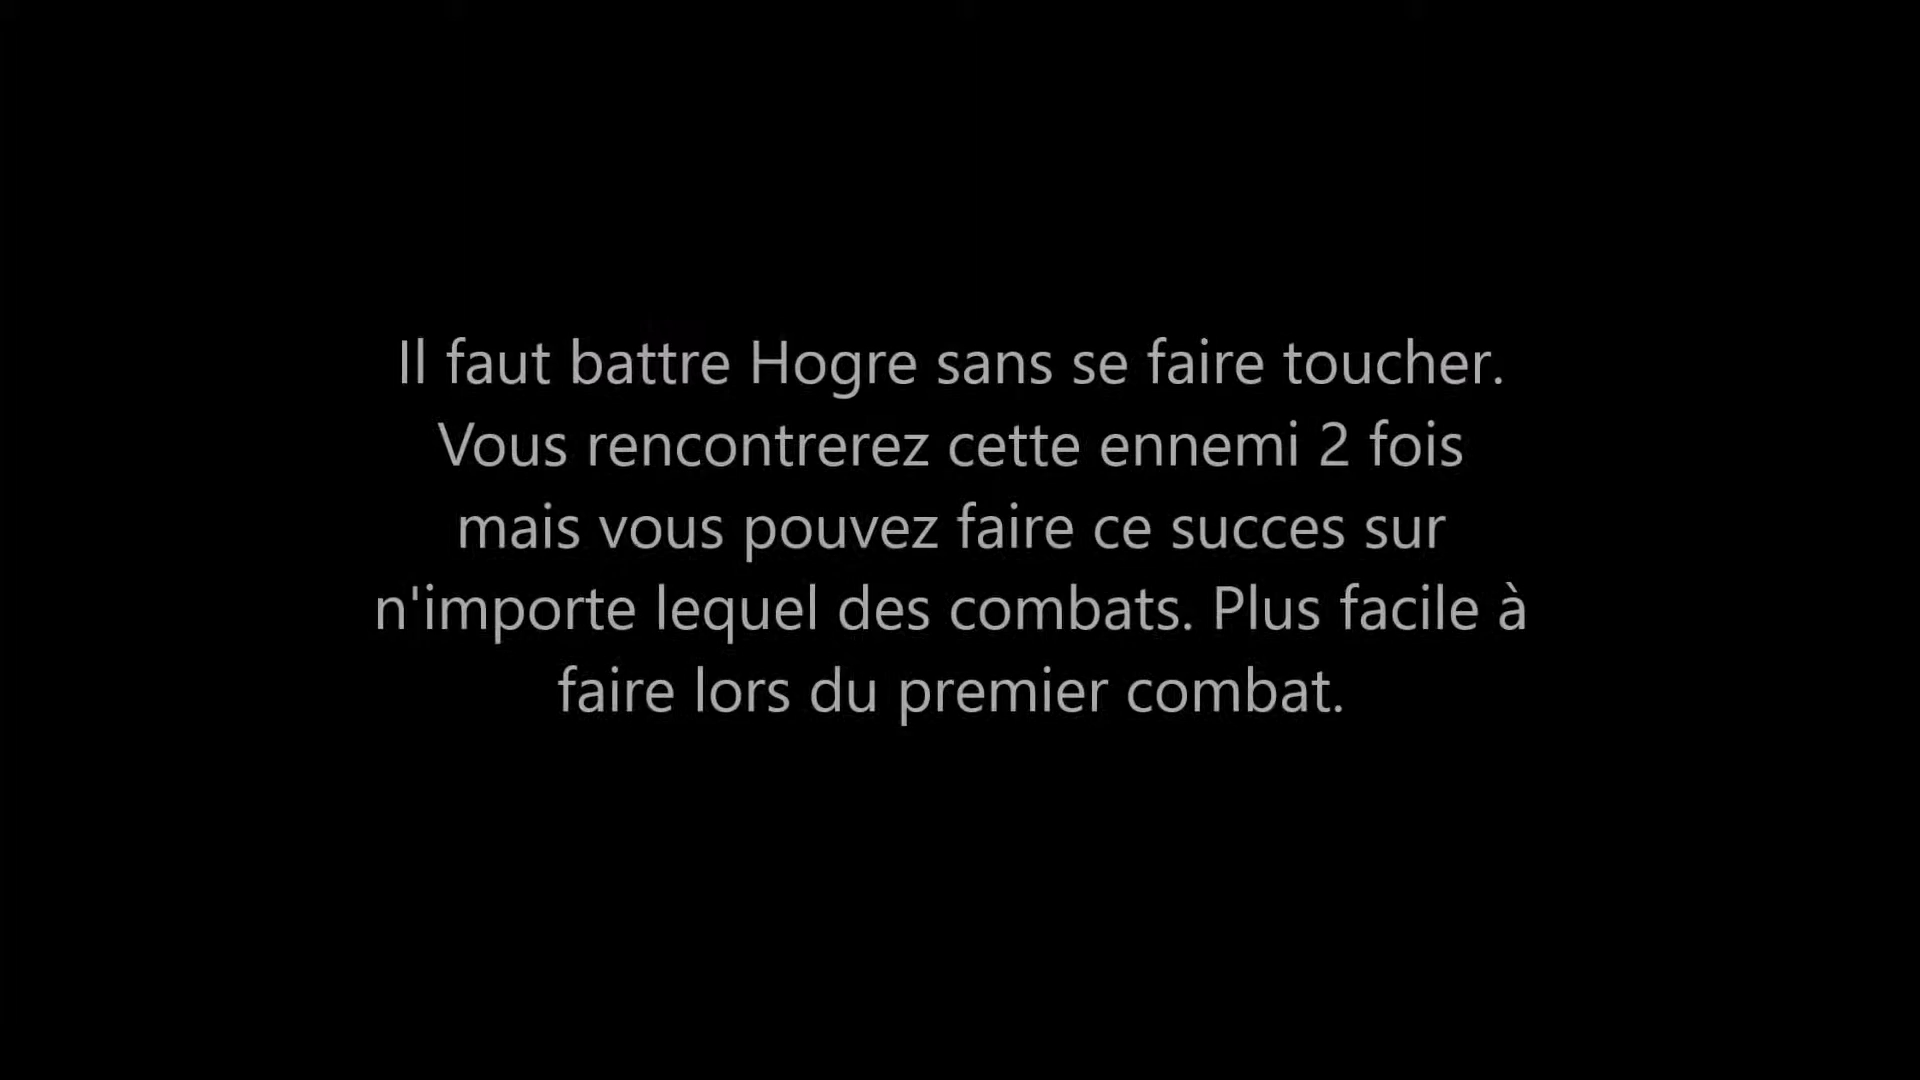 Il faut battre Hogre sans se faire toucher.
Vous rencontrerez cette ennemi 2 fois
mais vous pouvez faire ce succes sur
n'importe lequel des combats. Plus facile à
faire lors du premier combat.